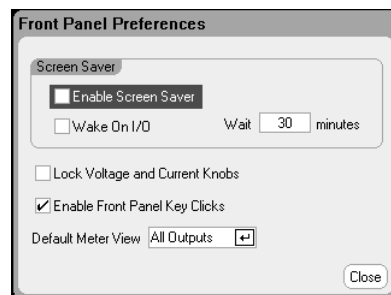 Front Panel Preferences
Screen Saver
Enable Screen Saver
Wake On I/O Wait 30 minutes
Lock Voltage and Current Knobs
Enable Front Panel Key Clicks
Default Meter View All Outputs
Close